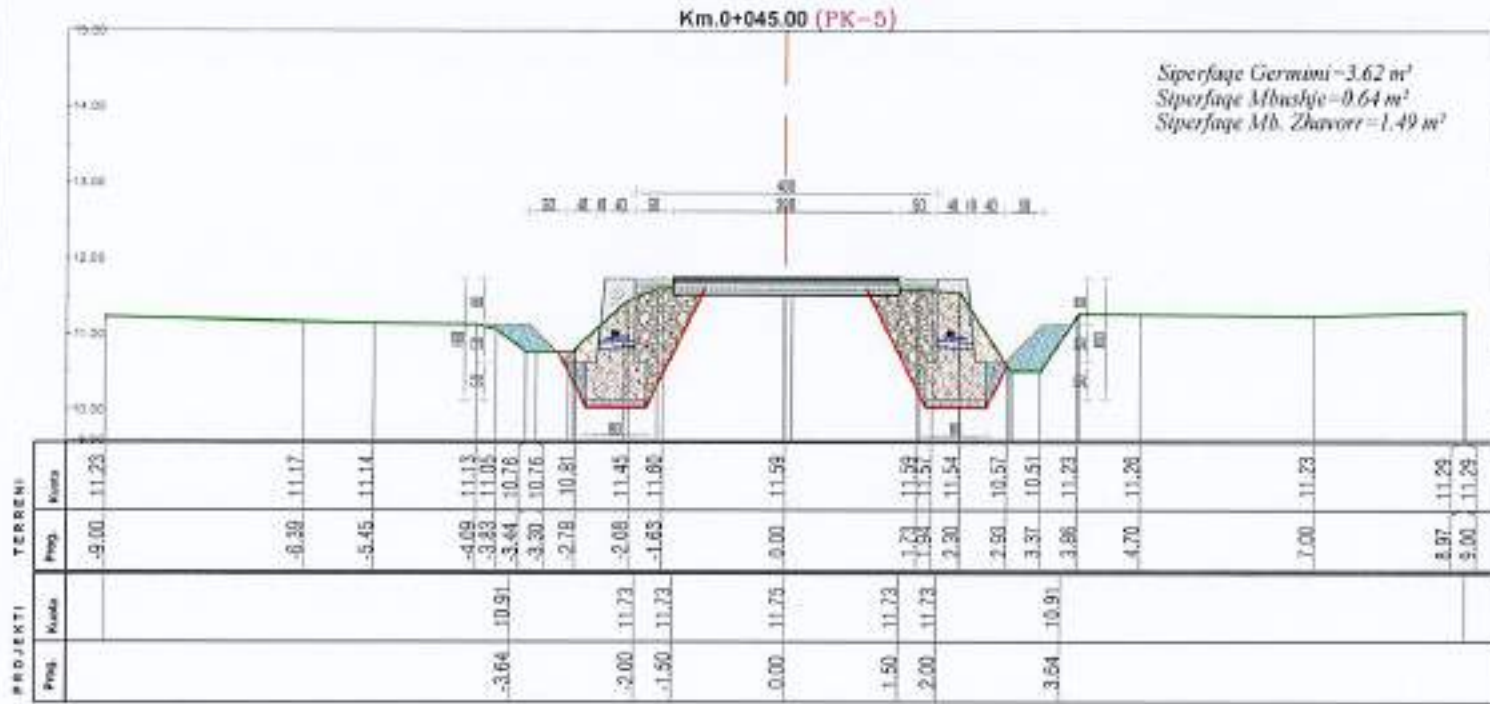 Km.0+045.00 (PK-5)
Siperfaqe Germimi=3.62 m²
Siperfaqe Mbushje=0.64 m²
Siperfaqe Mb. Zhavorr=1.49 m²
15.00
14.00
13.00
12.00
11.00
10.00
400
TERRENI
Kuota
11.23 11.17 11.14 11.13 11.05 10.76 10.76 10.81 11.45 11.60 11.59 11.59 11.57 11.54 10.57 10.51 11.23 11.26 11.23 11.29 11.29
Prog.
-9.00 -6.39 -5.45 -4.09 -3.83 -3.44 -3.30 -2.79 -2.08 -1.63 0.00 1.73 1.94 2.30 2.93 3.37 3.86 4.70 7.00 8.97 9.00
PROJEKTI
Kuota
10.91 11.73 11.73 11.75 11.73 11.73 10.91
Prog.
-3.64 -2.00 -1.50 0.00 1.50 2.00 3.64